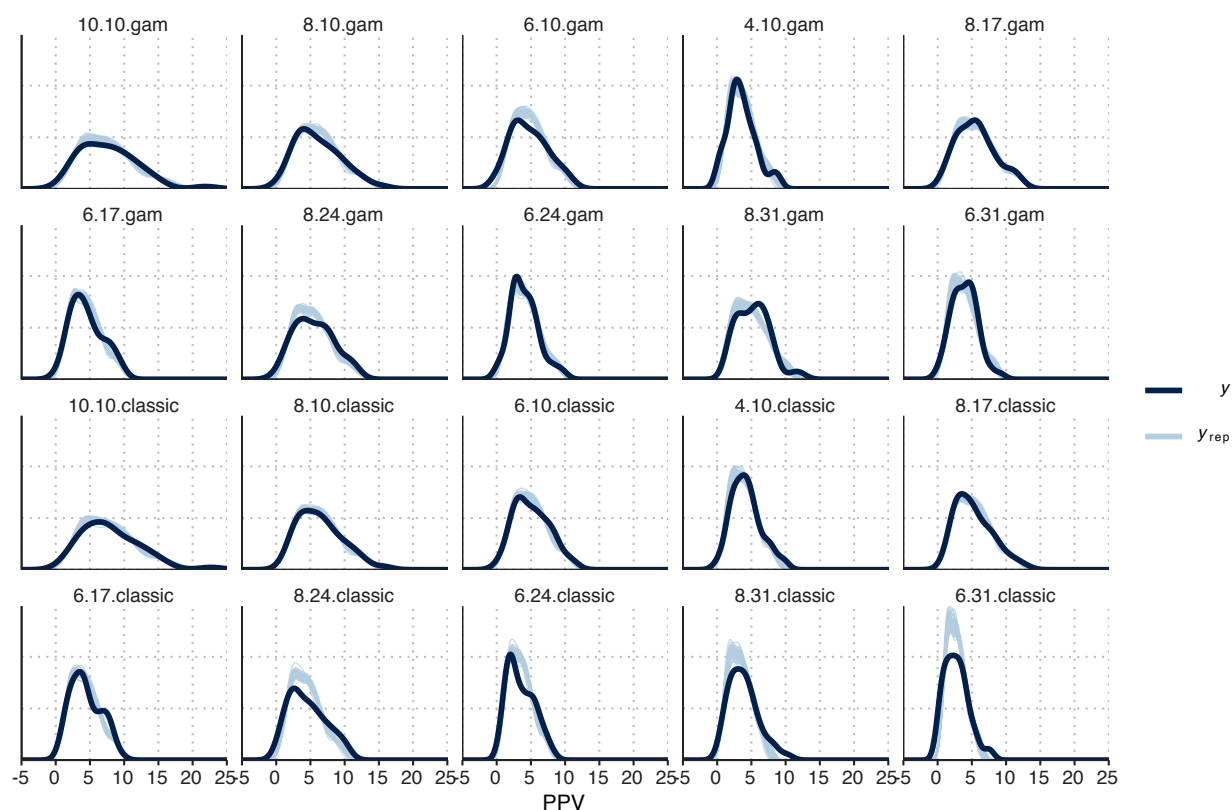 10.10.gam 8.10.gam 6.10.gam 4.10.gam 8.17.gam
6.17.gam 8.24.gam 6.24.gam 8.31.gam 6.31.gam
y
y rep
10.10.classic 8.10.classic 6.10.classic 4.10.classic 8.17.classic
6.17.classic 8.24.classic 6.24.classic 8.31.classic 6.31.classic
-5 0 5 10 15 20 25 -5 0 5 10 15 20 25 -5 0 5 10 15 20 25 -5 0 5 10 15 20 25 -5 0 5 10 15 20 25
PPV